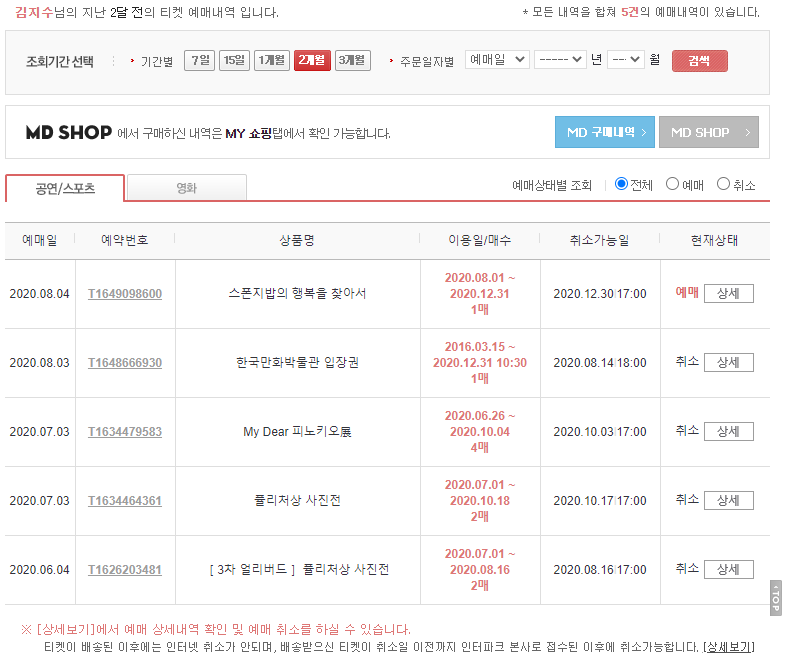 김지수님의 지난 2달 전의 티켓 예매내역 입니다. * 모든 내역을 합쳐 5건의 예매내역이 있습니다.
조회기간 선택 기간별 7일 15일 1개월 2개월 3개월 주문일자별 예매일 ----- 년 --- 월 검색
MD SHOP 에서 구매하신 내역은 MY 쇼핑탭에서 확인 가능합니다. MD 구매내역 > MD SHOP >
공연/스포츠 영화 예매상태별 조회 전체 예매 취소
예매일 예약번호 상품명 이용일/매수 취소가능일 현재상태
2020.08.01 ~
2020.08.04 T1649098600 스폰지밥의 행복을 찾아서 2020.12.31 2020.12.30 17:00 예매 상세
1매
2016.03.15 ~
2020.08.03 T1648666930 한국만화박물관 입장권 2020.12.31 10:30 2020.08.14 18:00 취소 상세
1매
2020.06.26 ~
2020.07.03 T1634479583 My Dear 피노키오展 2020.10.04 2020.10.03 17:00 취소 상세
4매
2020.07.01 ~
2020.07.03 T1634464361 퓰리처상 사진전 2020.10.18 2020.10.17 17:00 취소 상세
2매
2020.07.01 ~
2020.06.04 T1626203481 [ 3차 얼리버드 ] 퓰리처상 사진전 2020.08.16 2020.08.16 17:00 취소 상세
2매
TOP
※ [상세보기]에서 예매 상세내역 확인 및 예매 취소를 하실 수 있습니다.
티켓이 배송된 이후에는 인터넷 취소가 안되며, 배송받으신 티켓이 취소일 이전까지 인터파크 본사로 접수된 이후에 취소가능합니다. [상세보기]